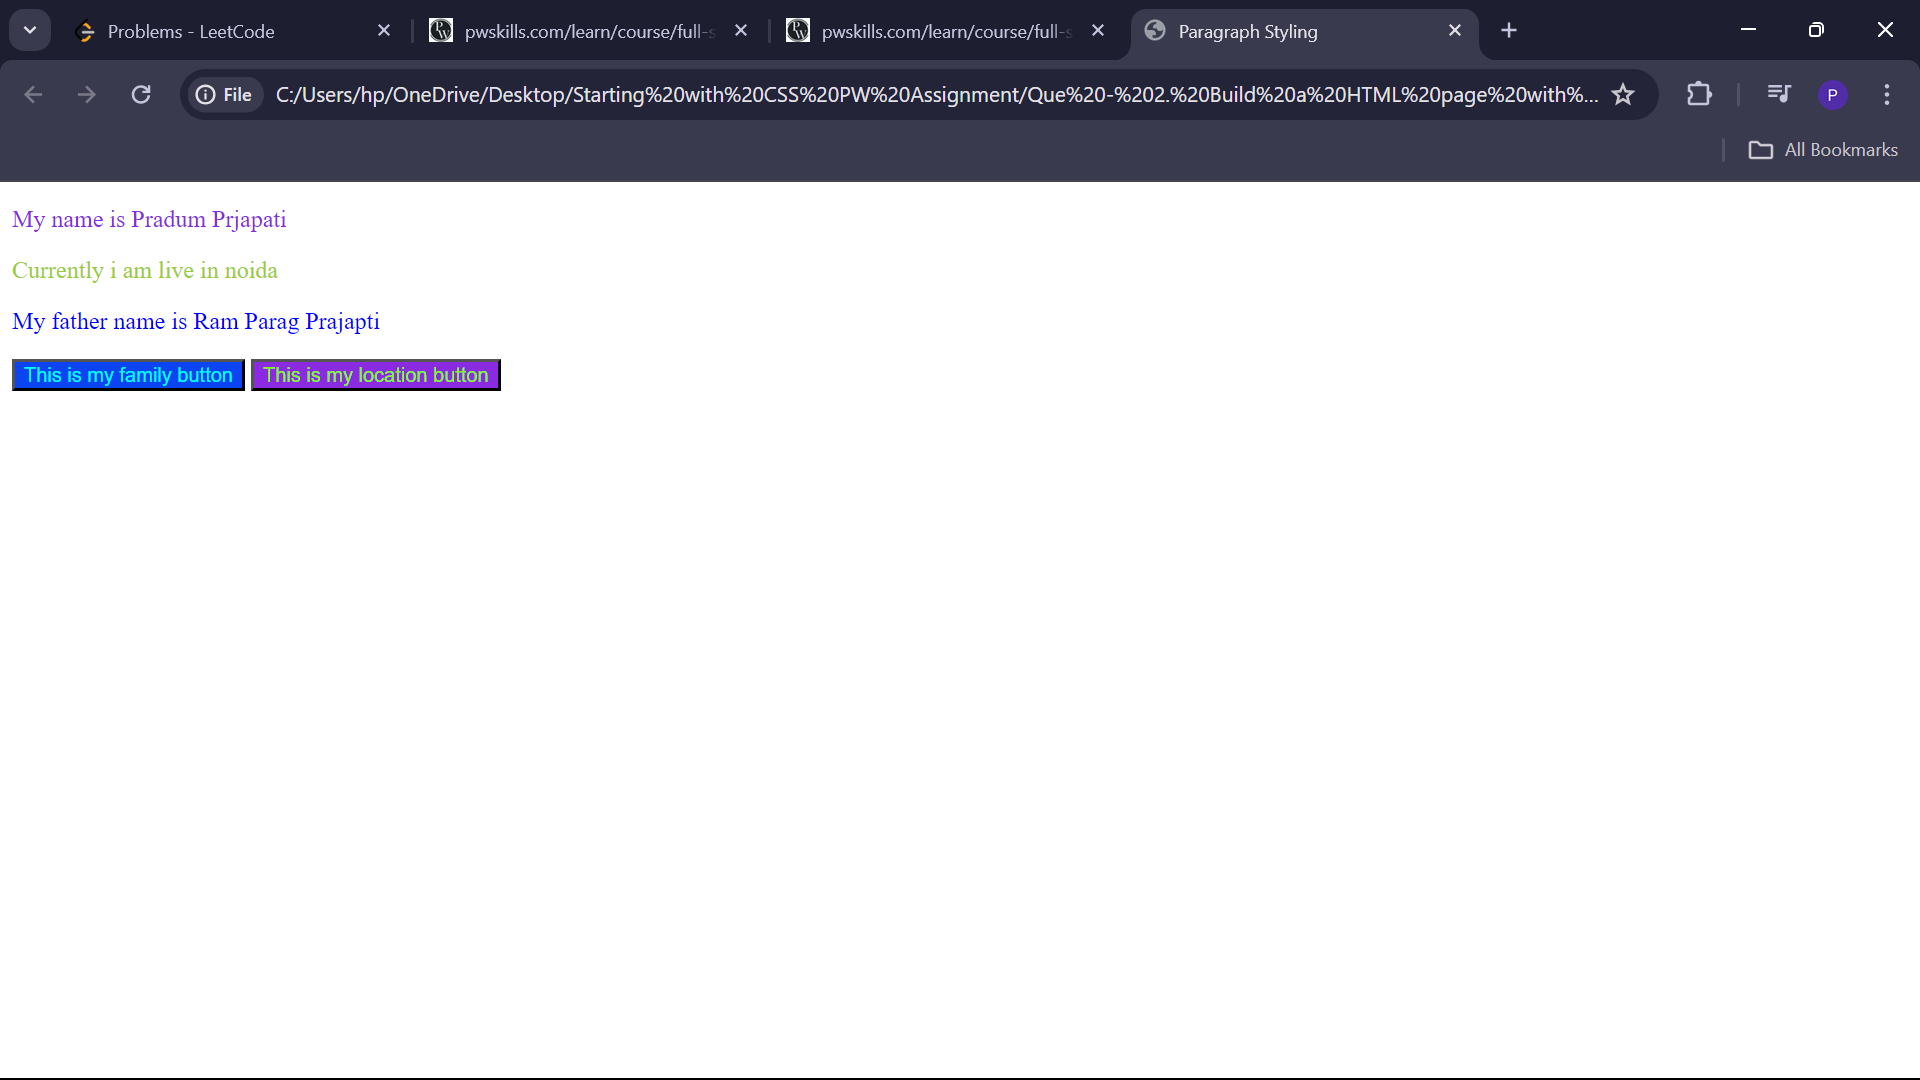 Problems - LeetCode
pwskills.com/learn/course/full-s
pwskills.com/learn/course/full-s
Paragraph Styling
File
C:/Users/hp/OneDrive/Desktop/Starting%20with%20CSS%20PW%20Assignment/Que%20-%202.%20Build%20a%20HTML%20page%20with%...
P
All Bookmarks
My name is Pradum Prjapati
Currently i am live in noida
My father name is Ram Parag Prajapti
This is my family button This is my location button